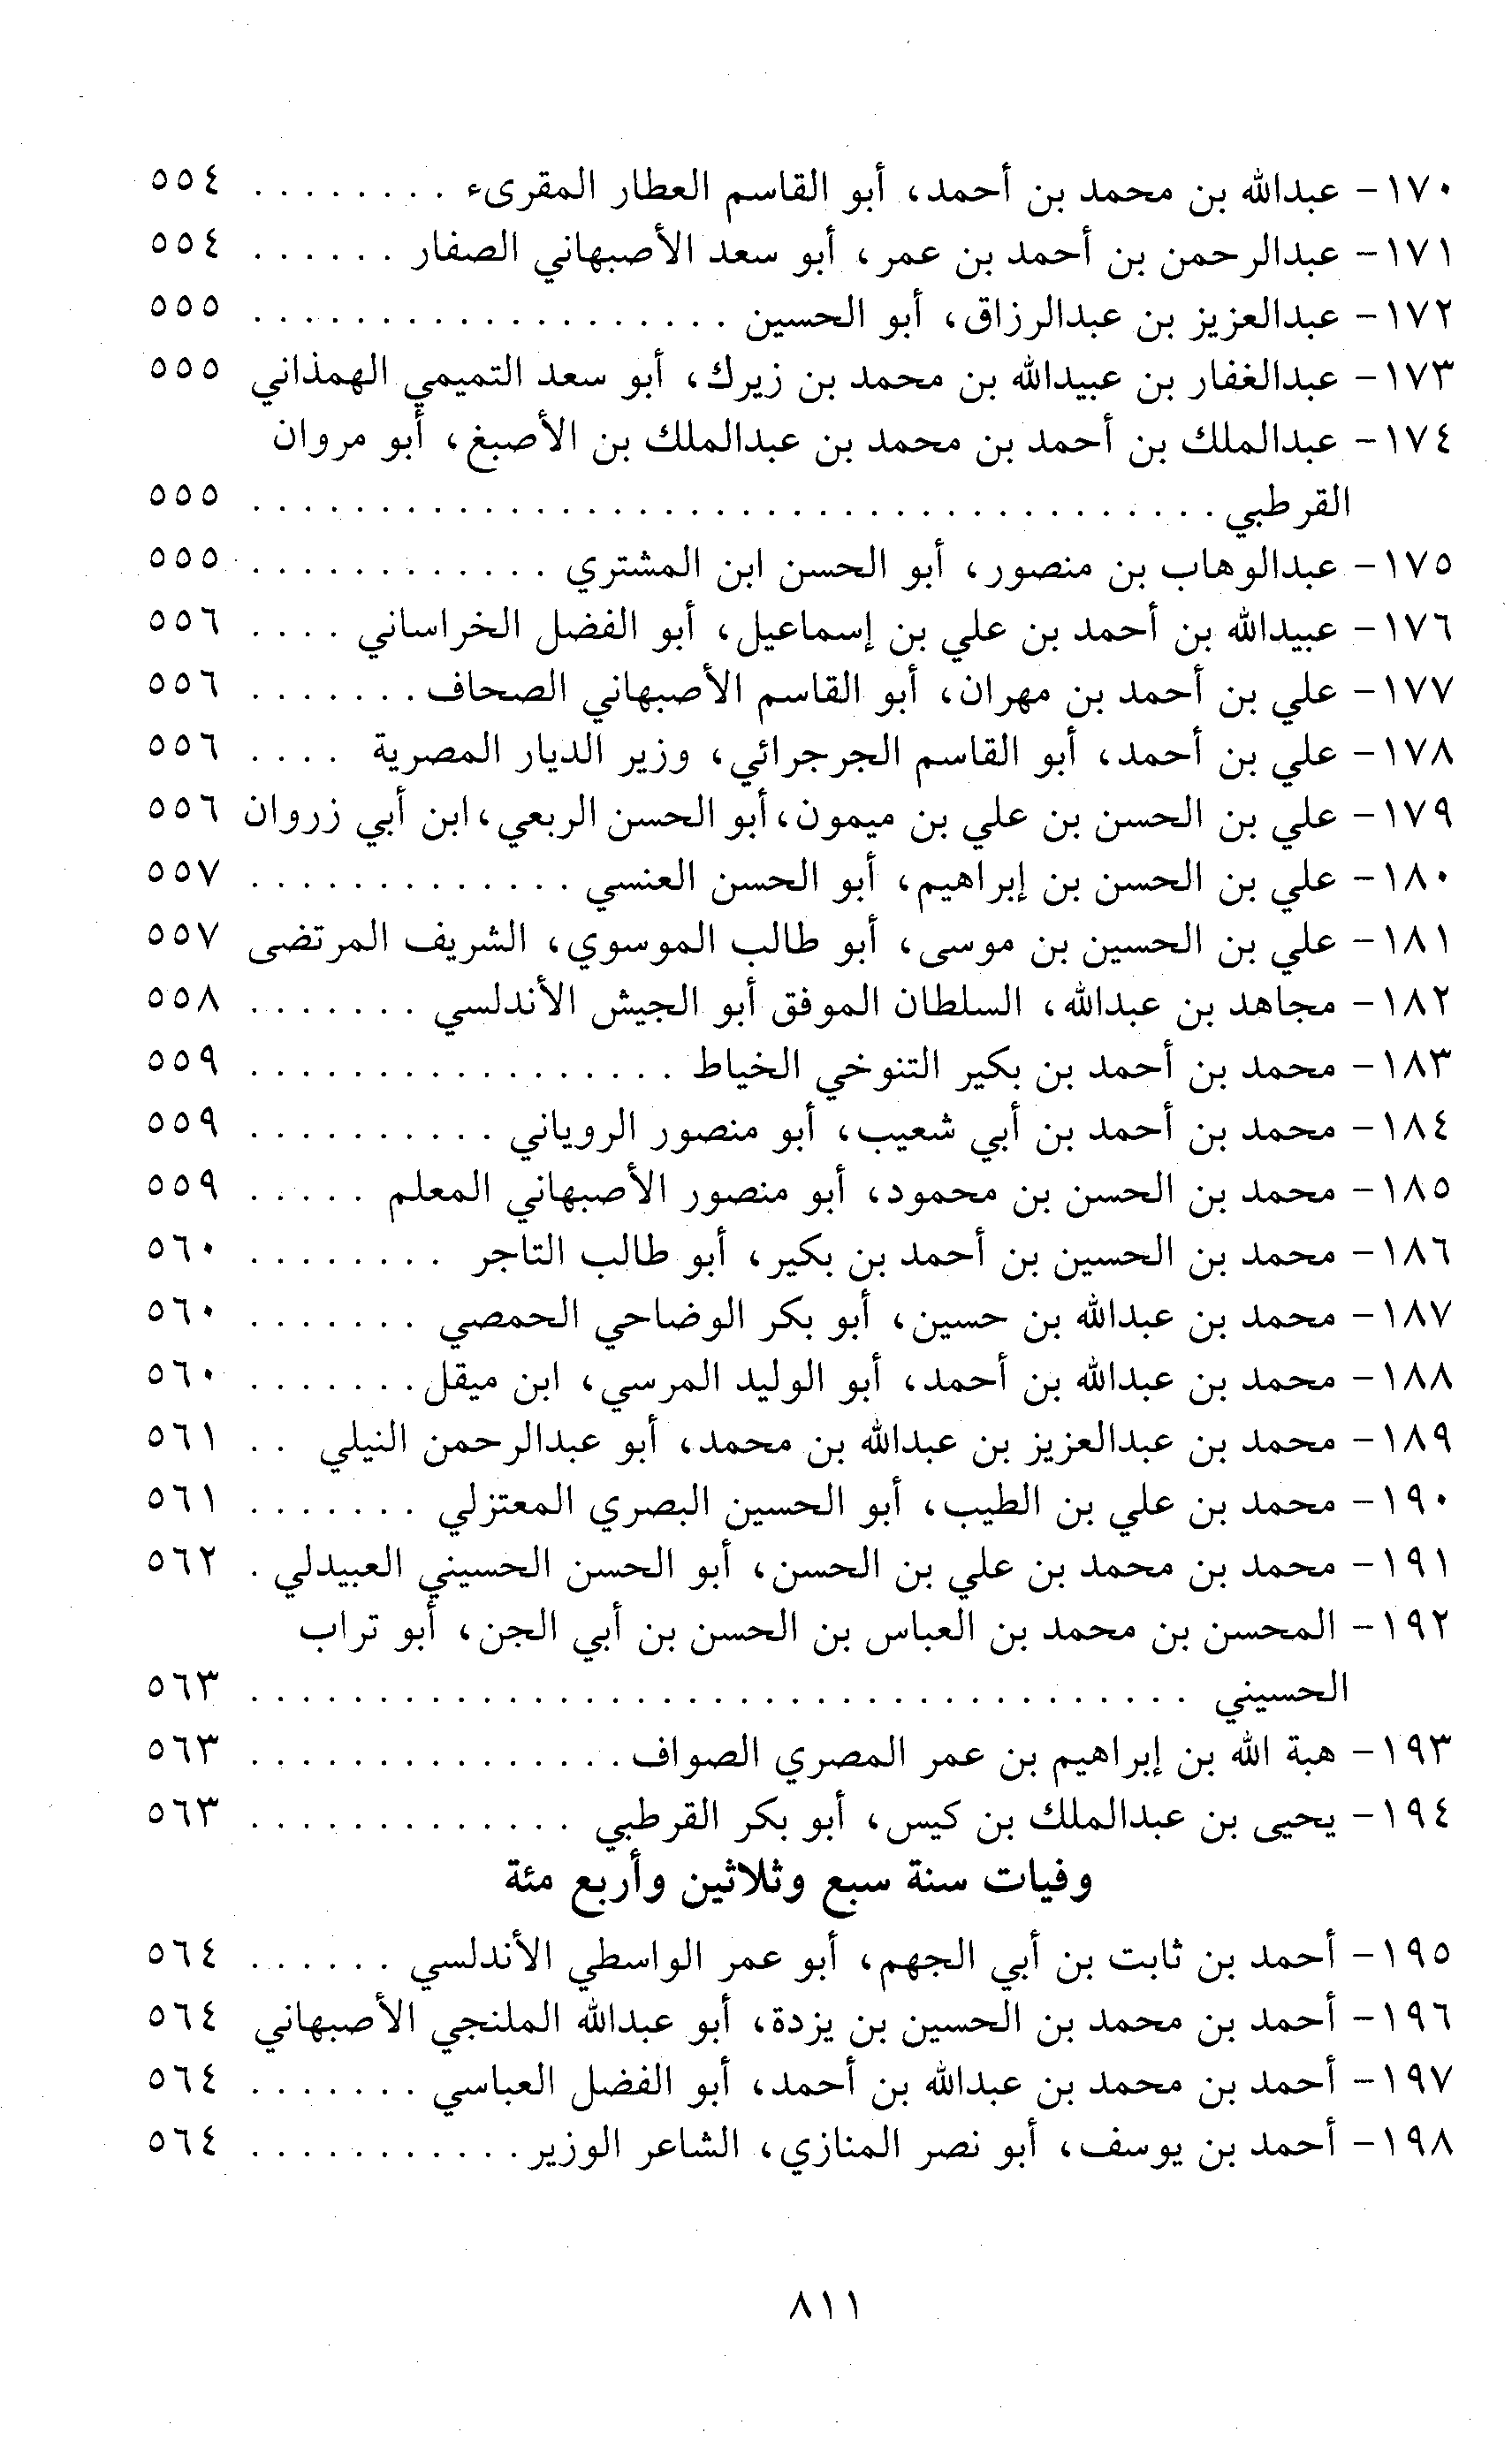 ١٧٠- عبدالله بن محمد بن أحمد، أبو القاسم العطار المقرىء . . . . . . . . ٥٥٤
١٧١- عبدالرحمن بن أحمد بن عمر، أبو سعد الأصبهاني الصفار . . . . . . ٥٥٤
١٧٢- عبدالعزيز بن عبدالرزاق، أبو الحسين . . . . . . . . . . . . . . . . . . . ٥٥٥
١٧٣- عبدالغفار بن عبيدالله بن محمد بن زيرك، أبو سعد التميمي الهمذاني ٥٥٥
١٧٤- عبدالملك بن أحمد بن محمد بن عبدالملك بن الأصبغ، أبو مروان
القرطبي . . . . . . . . . . . . . . . . . . . . . . . . . . . . . . . . . . . . . . ٥٥٥
١٧٥- عبدالوهاب بن منصور، أبو الحسن ابن المشتري . . . . . . . . . . . . ٥٥٥
١٧٦- عبيدالله بن أحمد بن علي بن إسماعيل، أبو الفضل الخراساني . . . . ٥٥٦
١٧٧- علي بن أحمد بن مهران، أبو القاسم الأصبهاني الصحاف . . . . . . . ٥٥٦
١٧٨- علي بن أحمد، أبو القاسم الجرجرائي، وزير الديار المصرية . . . . ٥٥٦
١٧٩- علي بن الحسن بن علي بن ميمون، أبو الحسن الربعي، ابن أبي زروان ٥٥٦
١٨٠- علي بن الحسن بن إبراهيم، أبو الحسن العنسي . . . . . . . . . . . . . ٥٥٧
١٨١- علي بن الحسين بن موسى، أبو طالب الموسوي، الشريف المرتضى ٥٥٧
١٨٢- مجاهد بن عبدالله، السلطان الموفق أبو الجيش الأندلسي . . . . . . . ٥٥٨
١٨٣- محمد بن أحمد بن بكير التنوخي الخياط . . . . . . . . . . . . . . . . . ٥٥٩
١٨٤- محمد بن أحمد بن أبي شعيب، أبو منصور الروياني . . . . . . . . . . ٥٥٩
١٨٥- محمد بن الحسن بن محمود، أبو منصور الأصبهاني المعلم . . . . . ٥٥٩
١٨٦- محمد بن الحسين بن أحمد بن بكير، أبو طالب التاجر . . . . . . . . ٥٦٠
١٨٧- محمد بن عبدالله بن حسين، أبو بكر الوضاحي الحمصي . . . . . . . ٥٦٠
١٨٨- محمد بن عبدالله بن أحمد، أبو الوليد المرسي، ابن ميقل . . . . . . . ٥٦٠
١٨٩- محمد بن عبدالعزيز بن عبدالله بن محمد، أبو عبدالرحمن النيلي . . ٥٦١
١٩٠- محمد بن علي بن الطيب، أبو الحسين البصري المعتزلي . . . . . . . ٥٦١
١٩١- محمد بن محمد بن علي بن الحسن، أبو الحسن الحسيني العبيدلي . ٥٦٢
١٩٢- المحسن بن محمد بن العباس بن الحسن بن أبي الجن، أبو تراب
الحسيني . . . . . . . . . . . . . . . . . . . . . . . . . . . . . . . . . . . . . ٥٦٣
١٩٣- هبة الله بن إبراهيم بن عمر المصري الصواف . . . . . . . . . . . . . . . ٥٦٣
١٩٤- يحيى بن عبدالملك بن كيس، أبو بكر القرطبي . . . . . . . . . . . . . ٥٦٣
وفيات سنة سبع وثلاثين وأربع مئة
١٩٥- أحمد بن ثابت بن أبي الجهم، أبو عمر الواسطي الأندلسي . . . . . . ٥٦٤
١٩٦- أحمد بن محمد بن الحسين بن يزدة، أبو عبدالله الملنجي الأصبهاني ٥٦٤
١٩٧- أحمد بن محمد بن عبدالله بن أحمد، أبو الفضل العباسي . . . . . . . ٥٦٤
١٩٨- أحمد بن يوسف، أبو نصر المنازي، الشاعر الوزير . . . . . . . . . . . ٥٦٤
٨١١